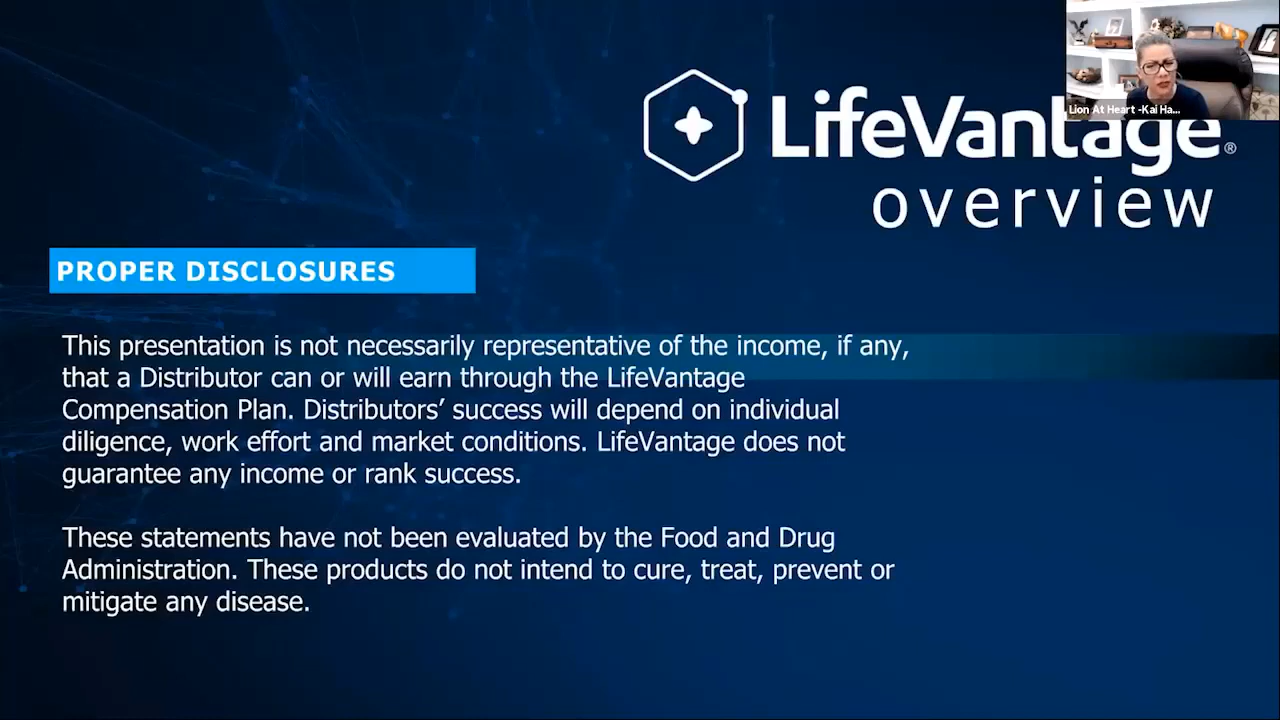 Lion At Heart -Kai Ha...
LifeVantage®
overview
PROPER DISCLOSURES
This presentation is not necessarily representative of the income, if any,
that a Distributor can or will earn through the LifeVantage
Compensation Plan. Distributors’ success will depend on individual
diligence, work effort and market conditions. LifeVantage does not
guarantee any income or rank success.
These statements have not been evaluated by the Food and Drug
Administration. These products do not intend to cure, treat, prevent or
mitigate any disease.